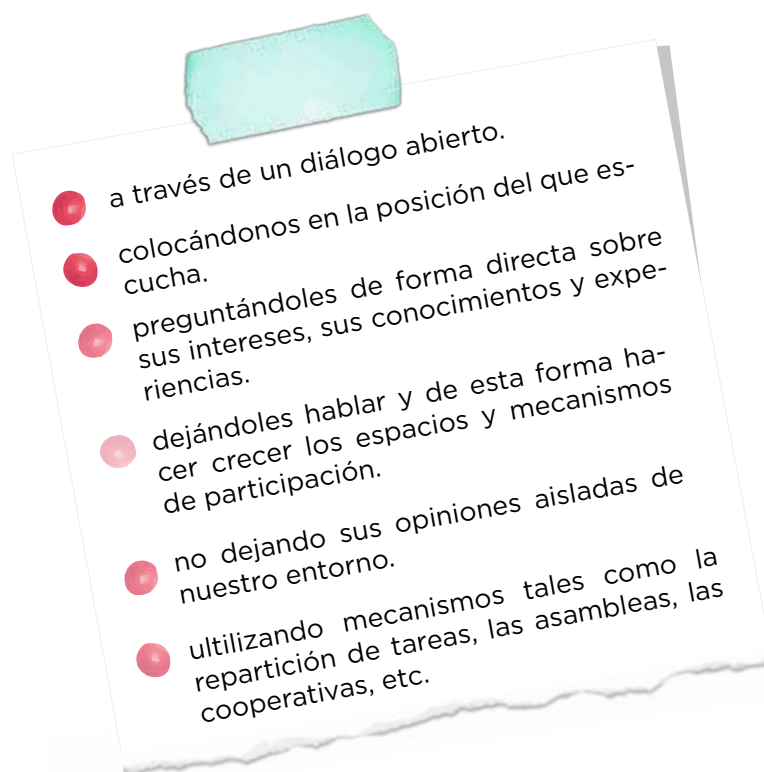 a través de un diálogo abierto.
colocándonos en la posición del que es-
cucha.
preguntándoles de forma directa sobre
sus intereses, sus conocimientos y expe-
riencias.
dejándoles hablar y de esta forma ha-
cer crecer los espacios y mecanismos
de participación.
no dejando sus opiniones aisladas de
nuestro entorno.
ultilizando mecanismos tales como la
repartición de tareas, las asambleas, las
cooperativas, etc.